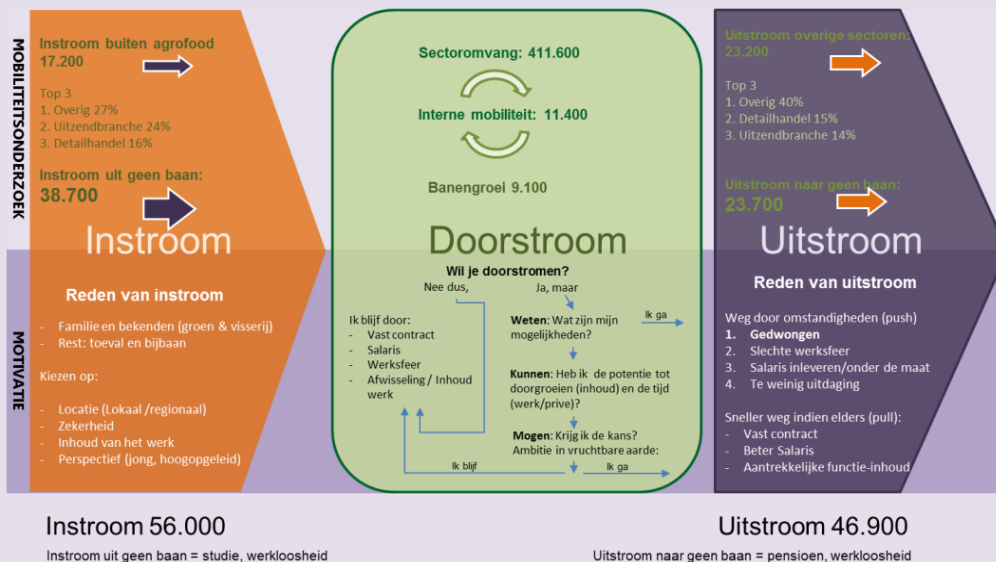 MOBILITEITSONDERZOEK
Instroom buiten agrofood
17.200
Top 3
1. Overig 27%
2. Uitzendbranche 24%
3. Detailhandel 16%
Instroom uit geen baan:
38.700
Instroom
Sectoromvang: 411.600
Interne mobiliteit: 11.400
Banengroei 9.100
Doorstroom
Uitstroom overige sectoren:
23.200
Top 3
1. Overig 40%
2. Detailhandel 15%
3. Uitzendbranche 14%
Uitstroom naar geen baan:
23.700
Uitstroom
MOTIVATIE
Reden van instroom
- Familie en bekenden (groen & visserij)
- Rest: toeval en bijbaan
Kiezen op:
- Locatie (Lokaal /regionaal)
- Zekerheid
- Inhoud van het werk
- Perspectief (jong, hoogopgeleid)
Wil je doorstromen?
Nee dus,
Ja, maar
Ik blijf door:
- Vast contract
- Salaris
- Werksfeer
- Afwisseling / Inhoud
werk
Weten: Wat zijn mijn
mogelijkheden?
Ik ga
Kunnen: Heb ik de potentie tot
doorgroeien (inhoud) en de tijd
(werk/prive)?
Mogen: Krijg ik de kans?
Ambitie in vruchtbare aarde:
Ik blijf
Ik ga
Reden van uitstroom
Weg door omstandigheden (push)
1. Gedwongen
2. Slechte werksfeer
3. Salaris inleveren/onder de maat
4. Te weinig uitdaging
Sneller weg indien elders (pull):
- Vast contract
- Beter Salaris
- Aantrekkelijke functie-inhoud
Instroom 56.000
Instroom uit geen baan = studie, werkloosheid
Uitstroom 46.900
Uitstroom naar geen baan = pensioen, werkloosheid